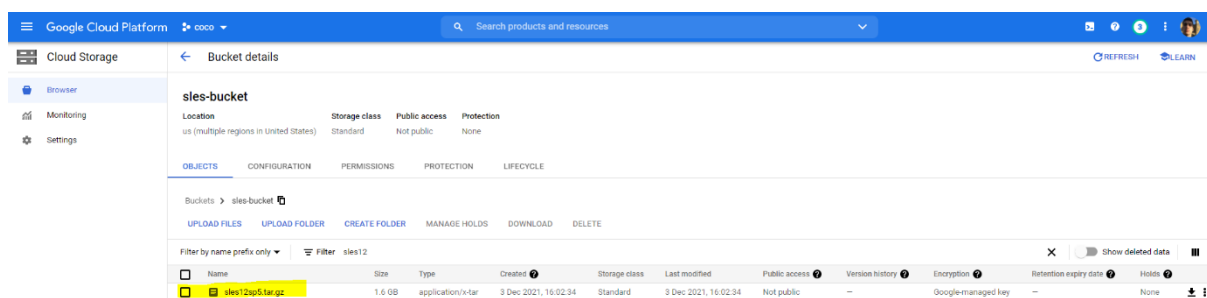 Google Cloud Platform coco Search products and resources 3
Cloud Storage Bucket details REFRESH LEARN
Browser
Monitoring
Settings
sles-bucket
Location Storage class Public access Protection
us (multiple regions in United States) Standard Not public None
OBJECTS CONFIGURATION PERMISSIONS PROTECTION LIFECYCLE
Buckets > sles-bucket
UPLOAD FILES UPLOAD FOLDER CREATE FOLDER MANAGE HOLDS DOWNLOAD DELETE
Filter by name prefix only Filter sles12 Show deleted data
Name Size Type Created Storage class Last modified Public access Version history Encryption Retention expiry date Holds
sles12sp5.tar.gz 1.6 GB application/x-tar 3 Dec 2021, 16:02:34 Standard 3 Dec 2021, 16:02:34 Not public — Google-managed key — None